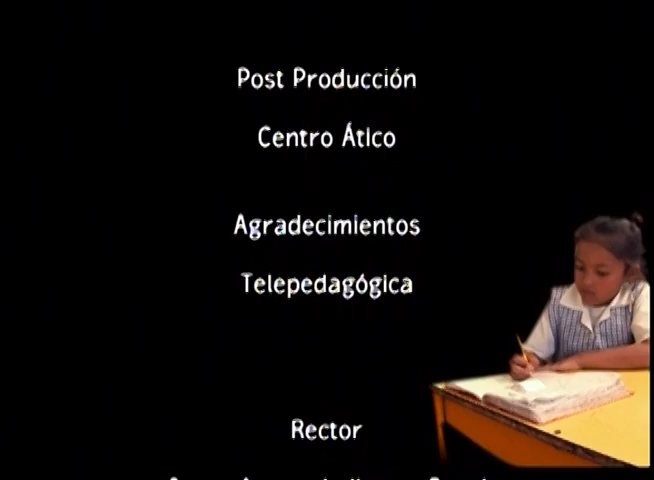 Post Producción
Centro Ático
Agradecimientos
Telepedagógica
Rector